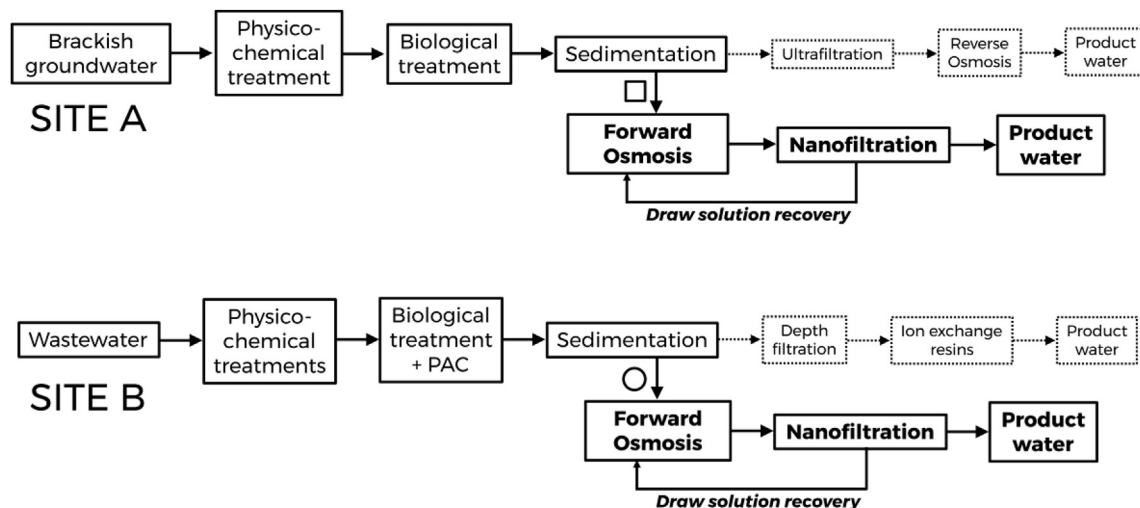 Brackish
groundwater
Physico-
chemical
treatment
Biological
treatment
Sedimentation
Ultrafiltration
Reverse
Osmosis
Product
water
SITE A
Forward
Osmosis
Nanofiltration
Product
water
Draw solution recovery
Wastewater
Physico-
chemical
treatments
Biological
treatment
+ PAC
Sedimentation
Depth
filtration
Ion exchange
resins
Product
water
SITE B
Forward
Osmosis
Nanofiltration
Product
water
Draw solution recovery